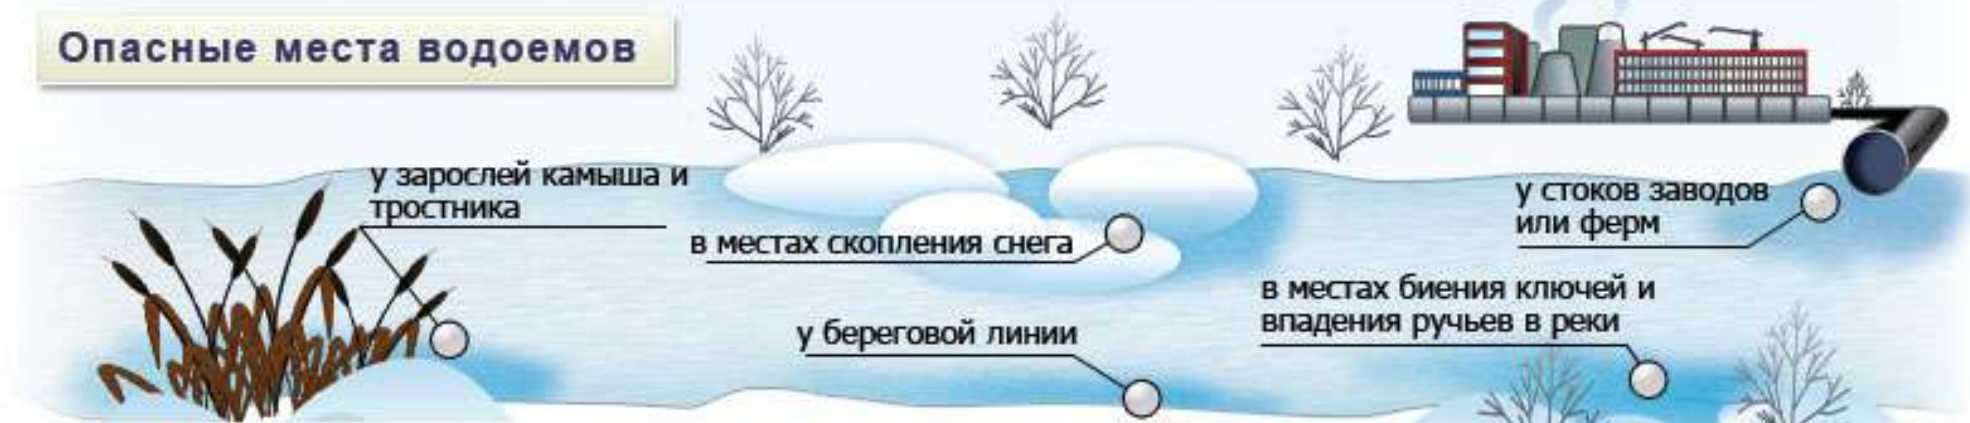 Опасные места водоемов
у зарослей камыша и
тростника
в местах скопления снега
у стоков заводов
или ферм
у береговой линии
в местах биения ключей и
впадения ручьев в реки